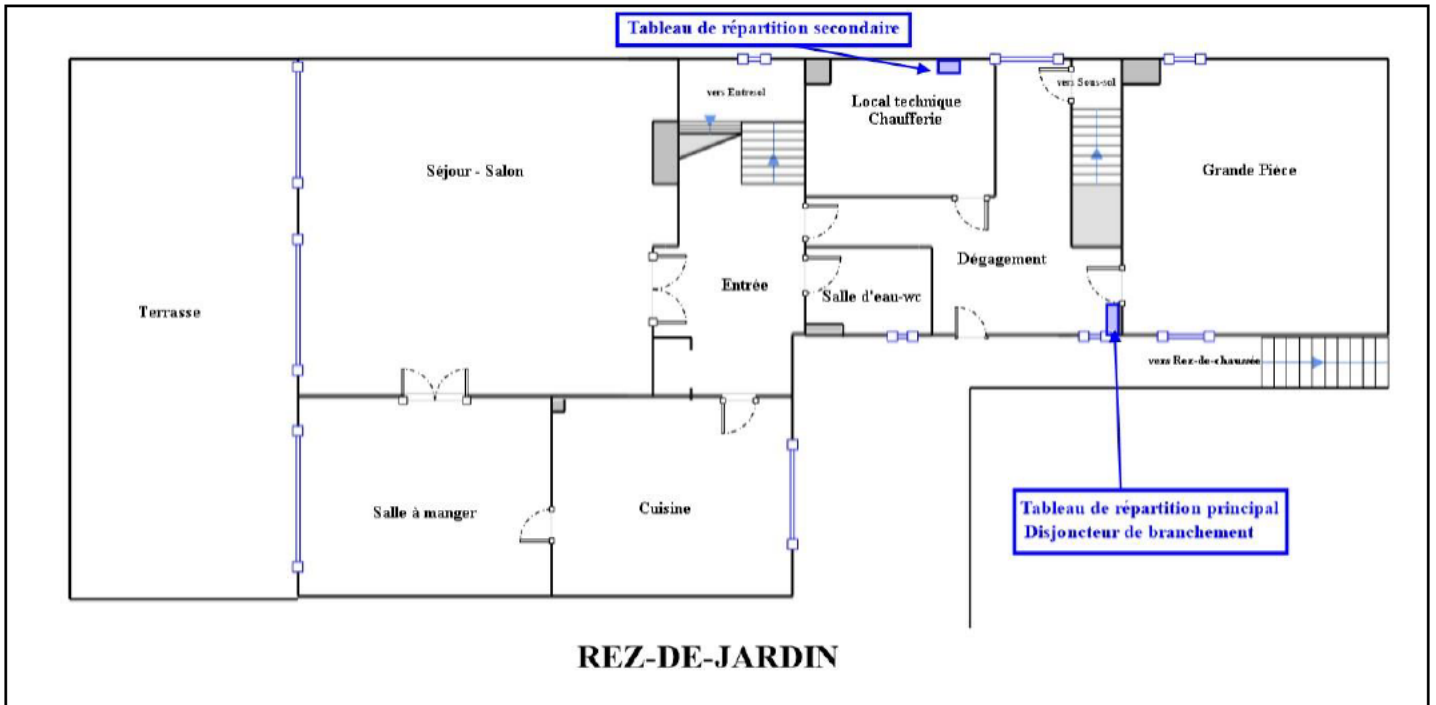 Tableau de répartition secondaire
vers Entresol
Local technique
Chaufferie
vers Sous-sol
Séjour - Salon
Grande Pièce
Entrée
Dégagement
Salle d'eau-wc
Terrasse
vers Rez-de-chaussée
Salle à manger
Cuisine
Tableau de répartition principal
Disjoncteur de branchement
REZ-DE-JARDIN